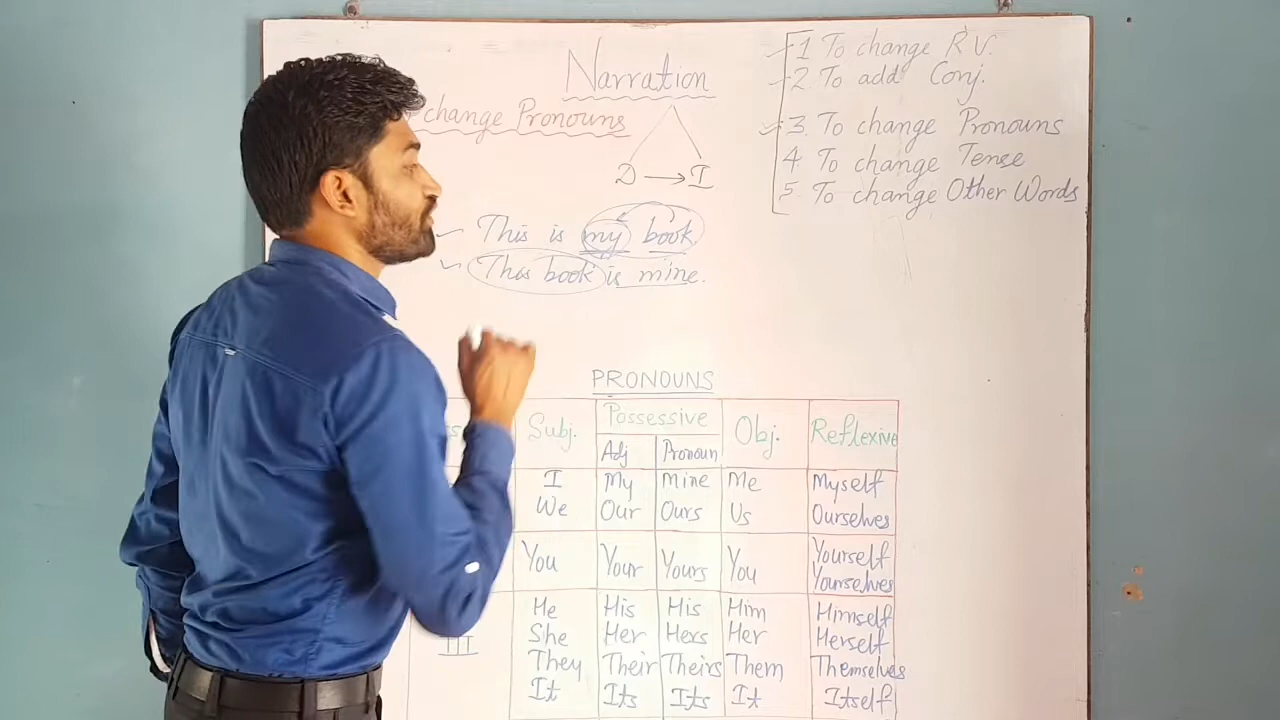 Narration
change Pronouns
D → I
1 To change R.V.
2. To add Conj.
3. To change Pronouns
4. To change Tense
5. To change Other Words
This is my book.
This book is mine.
PRONOUNS
Subj. Possessive Obj. Reflexive
Adj Pronoun
I My mine Me Myself
We Our Ours Us Ourselves
You Your Yours You Yourself
Yourselves
He His His Him Himself
She Her Hers Her Herself
III They Their Theirs Them Themselves
It Its Its It Itself